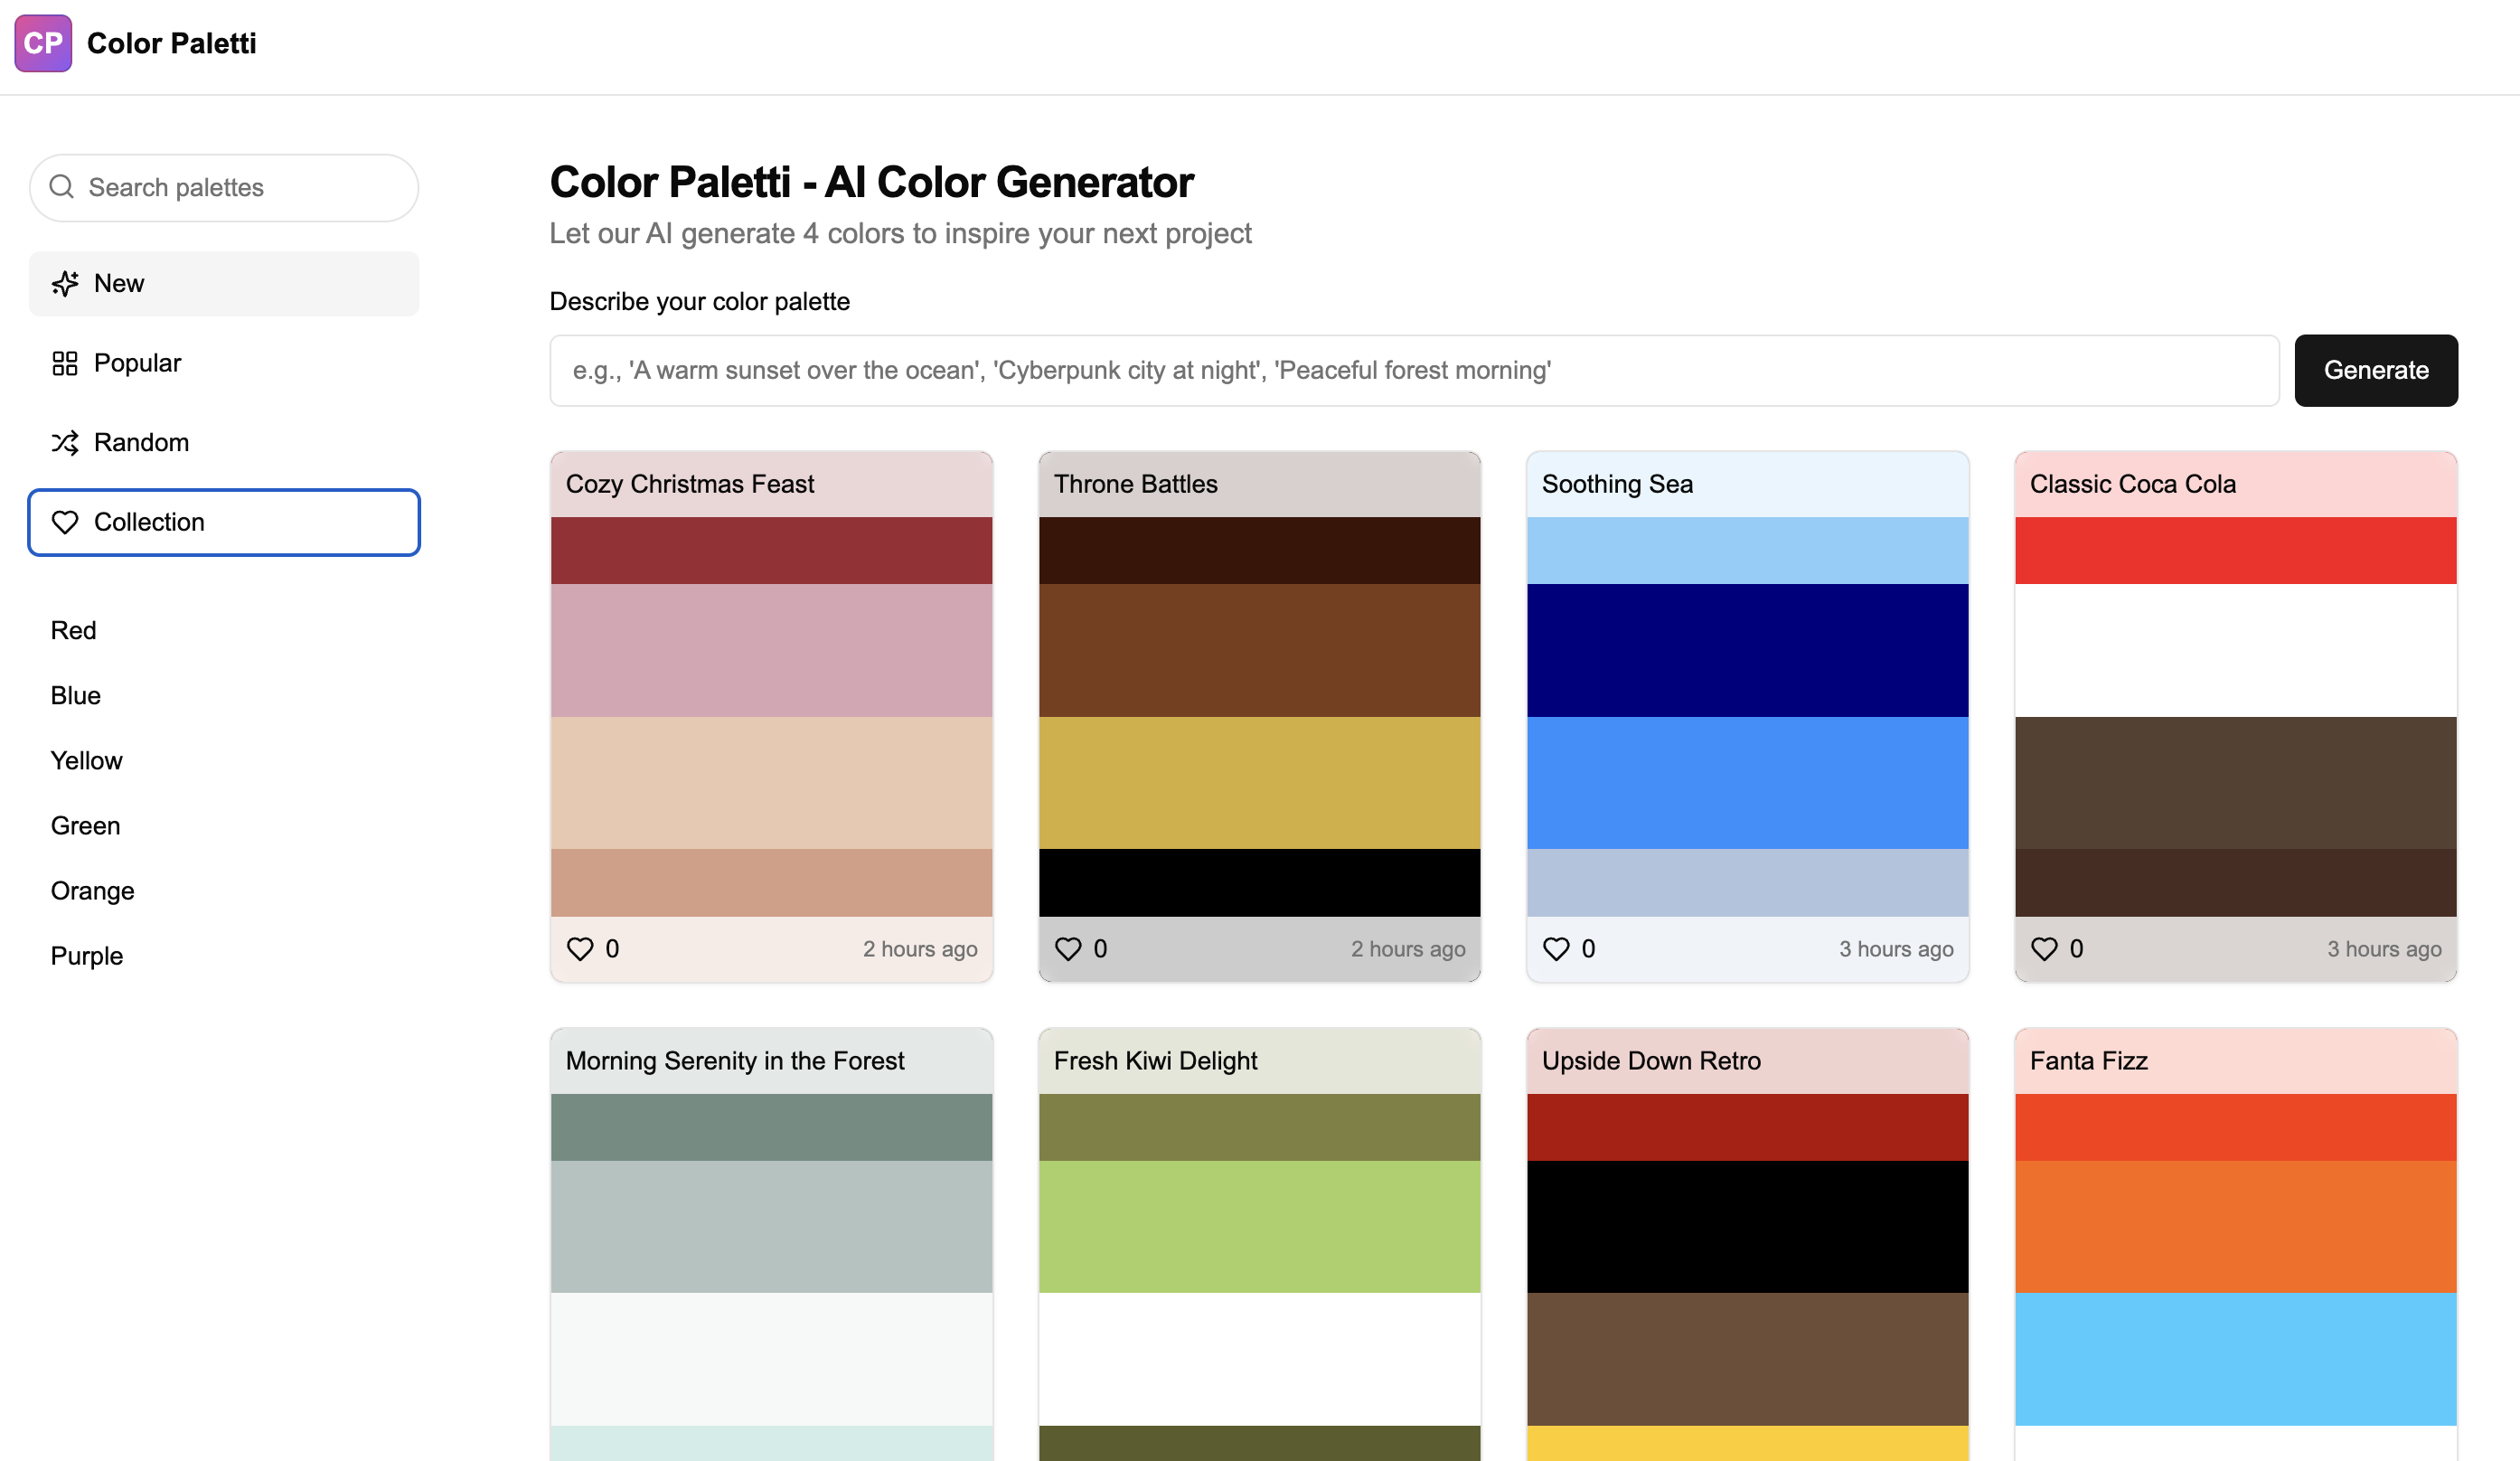 CP Color Paletti
Search palettes
New
Popular
Random
Collection
Red
Blue
Yellow
Green
Orange
Purple
Color Paletti - AI Color Generator
Let our AI generate 4 colors to inspire your next project
Describe your color palette
e.g., 'A warm sunset over the ocean', 'Cyberpunk city at night', 'Peaceful forest morning'
Generate
Cozy Christmas Feast
0 2 hours ago
Throne Battles
0 2 hours ago
Soothing Sea
0 3 hours ago
Classic Coca Cola
0 3 hours ago
Morning Serenity in the Forest
Fresh Kiwi Delight
Upside Down Retro
Fanta Fizz